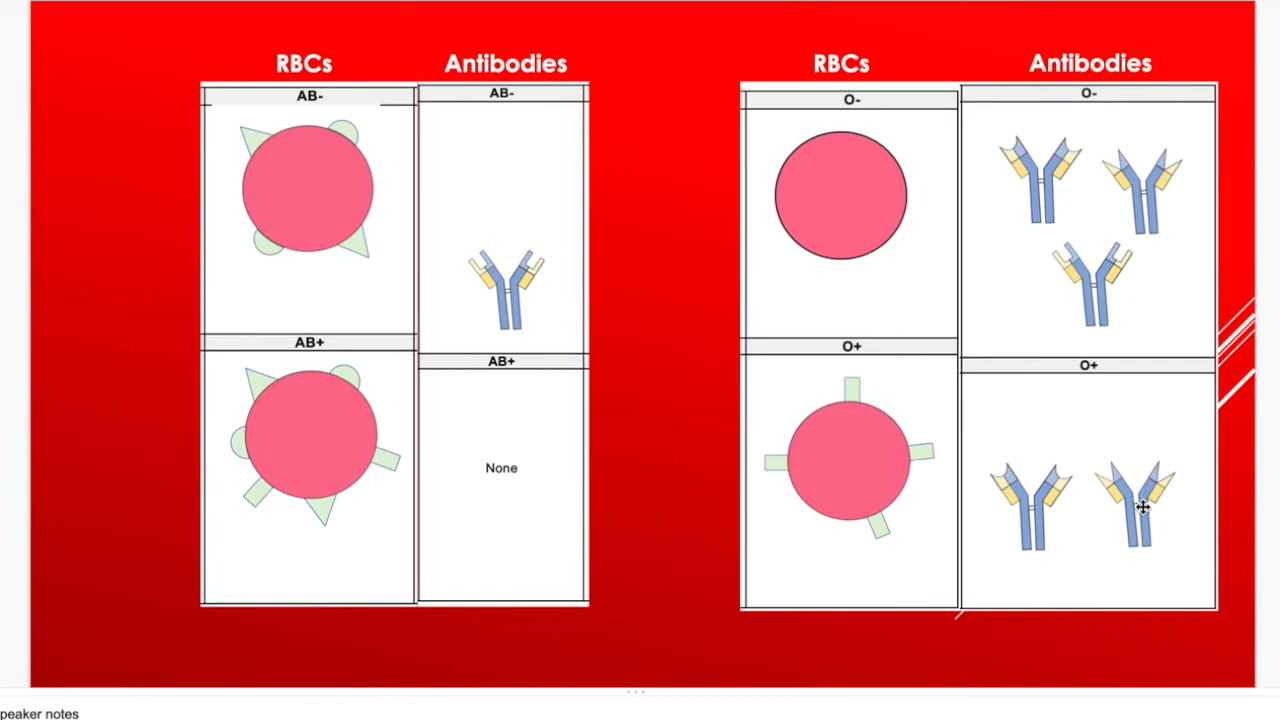 RBCs
Antibodies
AB-
AB-
AB+
AB+
None
RBCs
Antibodies
O-
O-
O+
O+
peaker notes